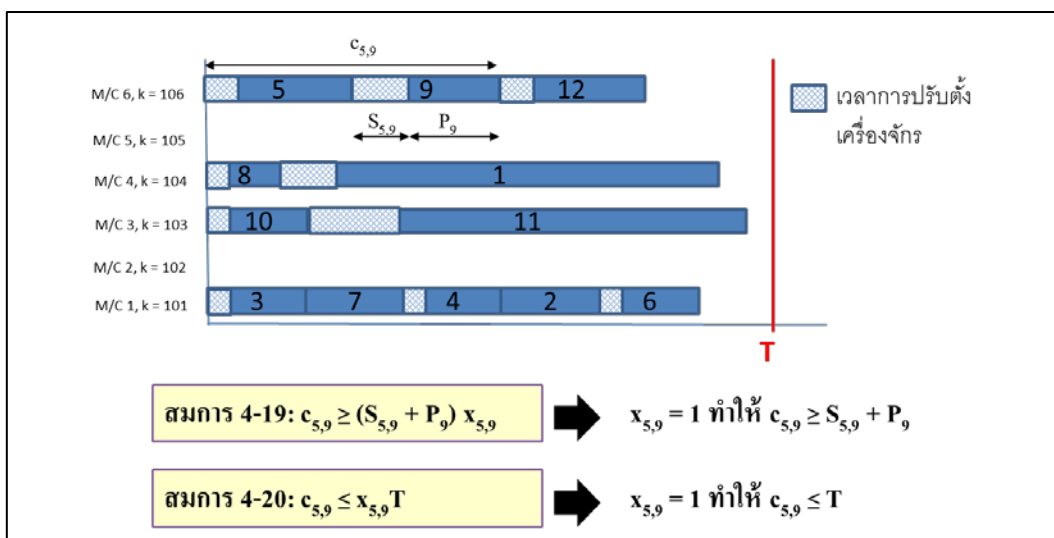 c5,9
M/C 6, k = 106 5 9 12
เวลาการปรับตั้ง
เครื่องจักร
M/C 5, k = 105 S5,9 P9
M/C 4, k = 104 8 1
M/C 3, k = 103 10 11
M/C 2, k = 102
M/C 1, k = 101 3 7 4 2 6
T
สมการ 4-19: c5,9 ≥ (S5,9 + P9) x5,9 x5,9 = 1 ทำให้ c5,9 ≥ S5,9 + P9
สมการ 4-20: c5,9 ≤ x5,9T x5,9 = 1 ทำให้ c5,9 ≤ T